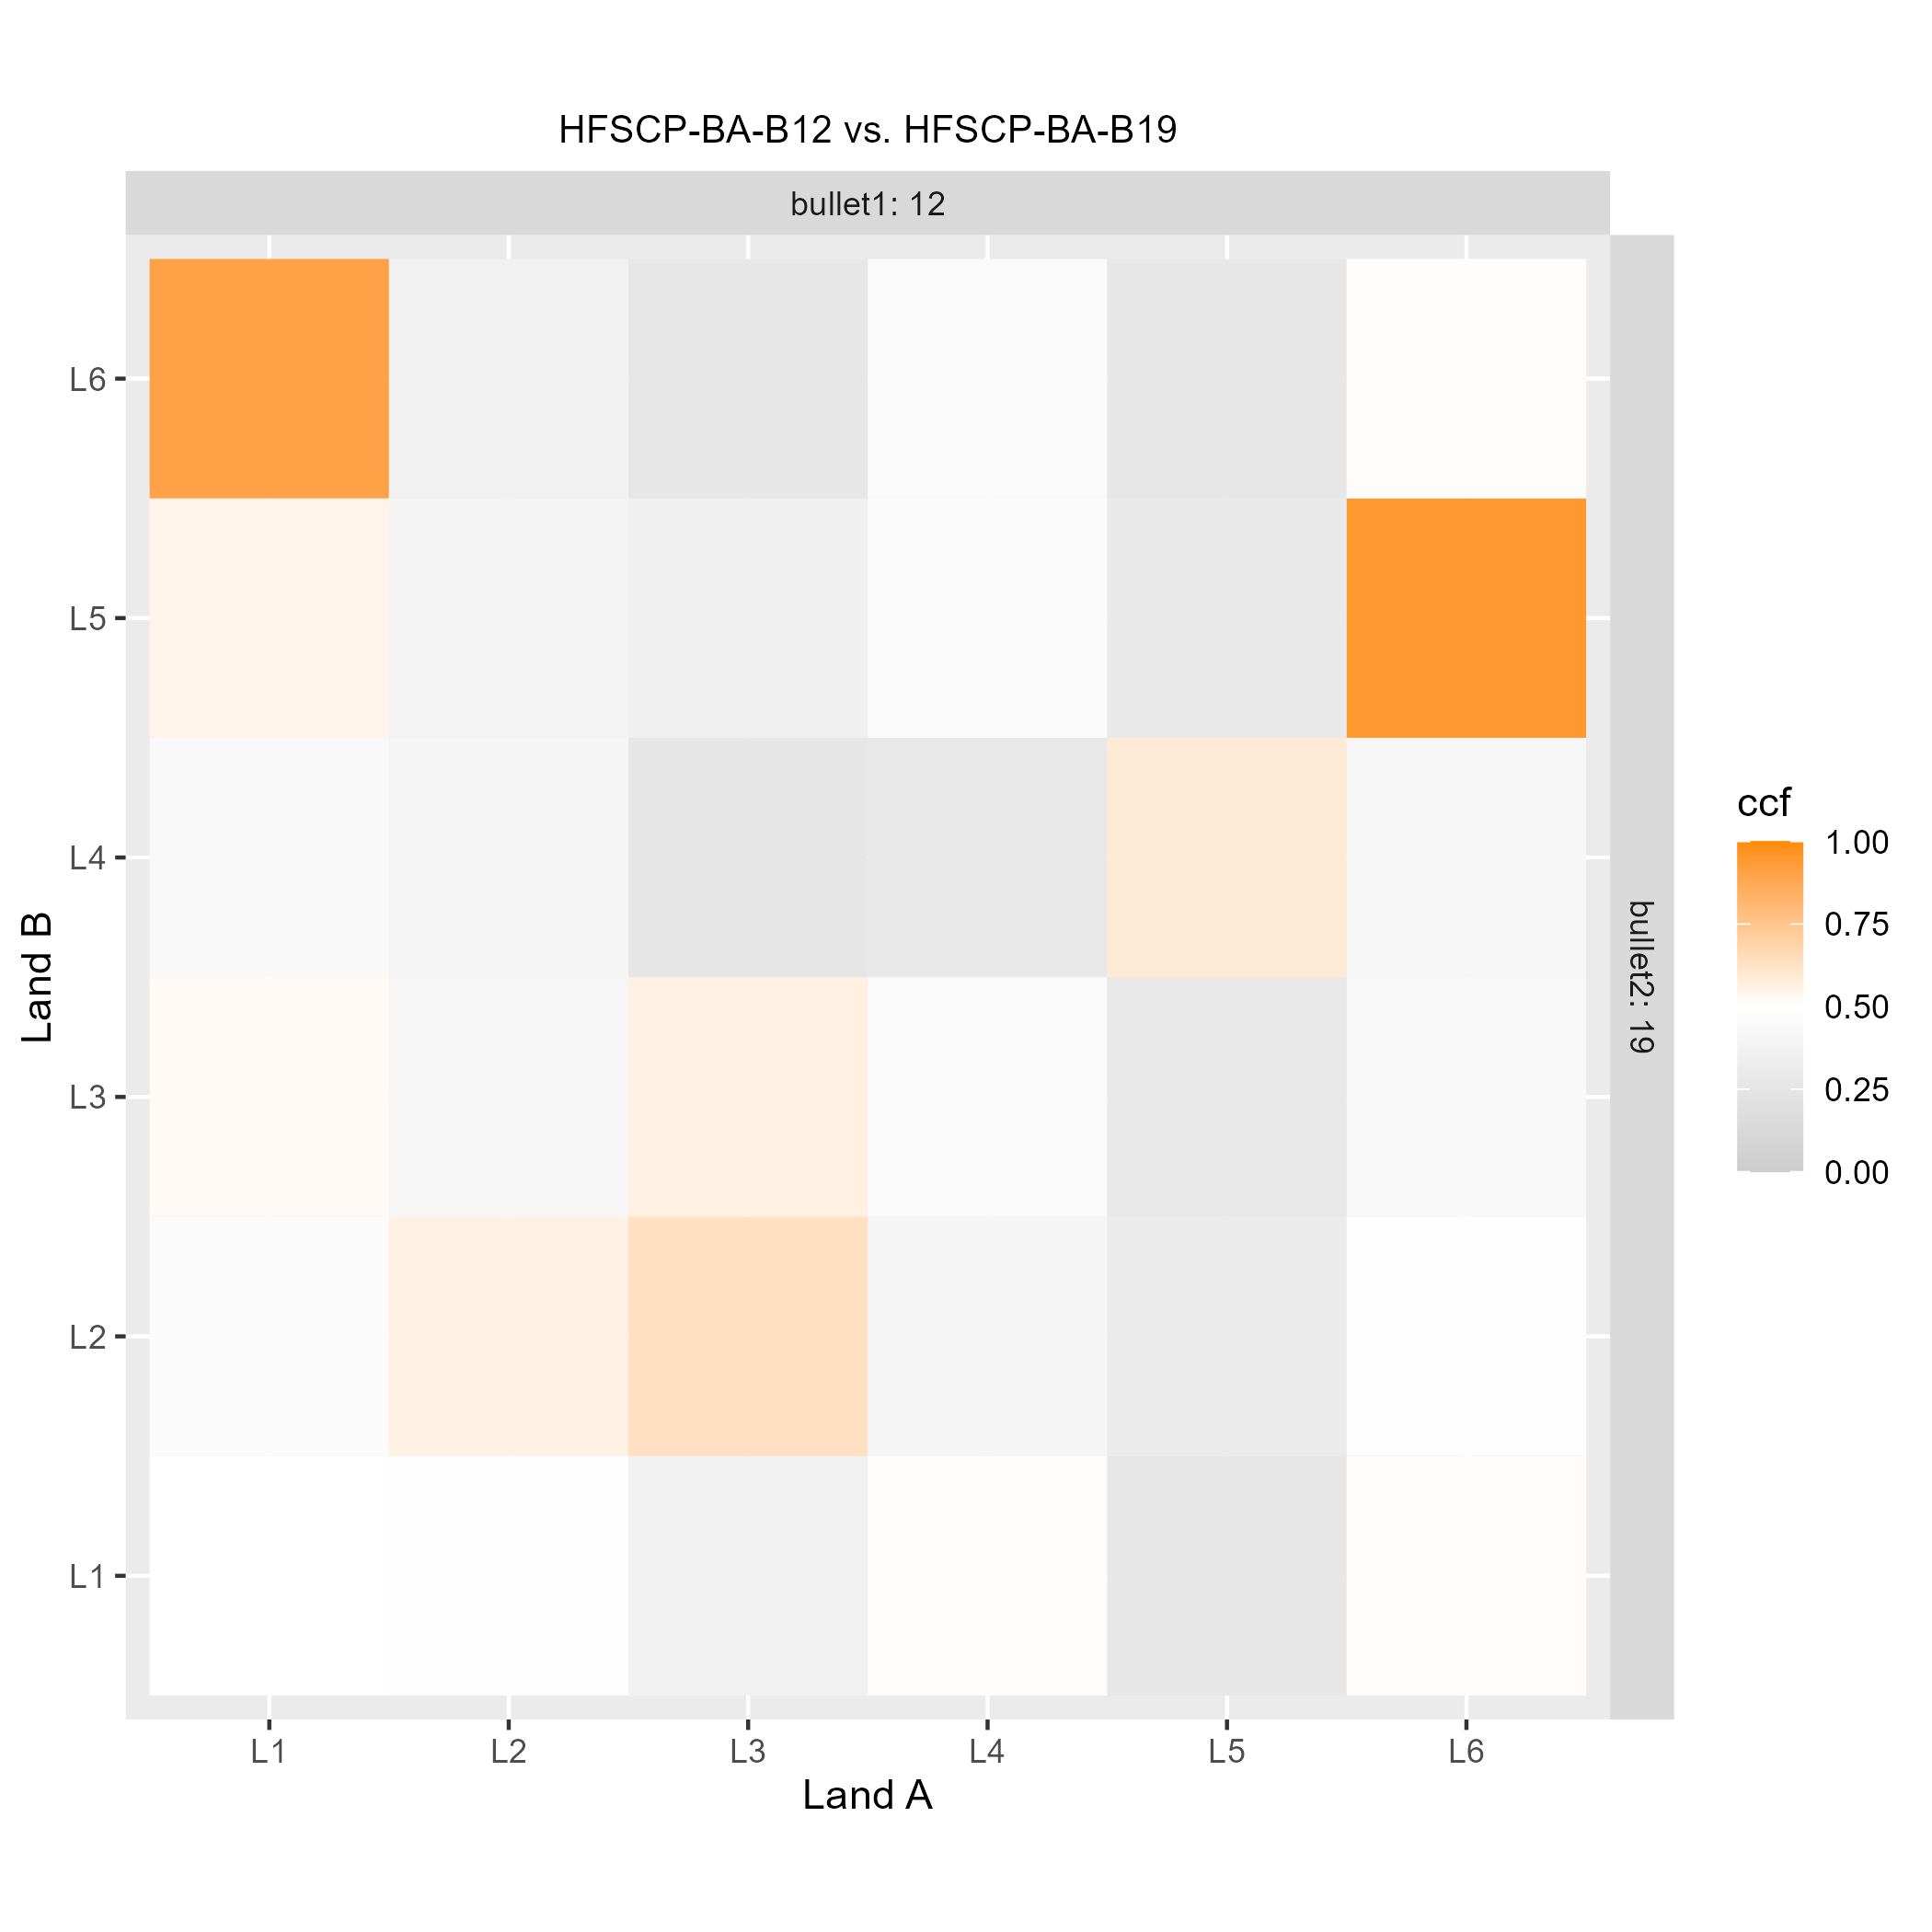 HFSCP-BA-B12 vs. HFSCP-BA-B19
bullet1: 12
L6
L5
L4
L3
L2
L1
Land B
L1
L2
L3
L4
L5
L6
Land A
bullet2: 19
ccf
1.00
0.75
0.50
0.25
0.00